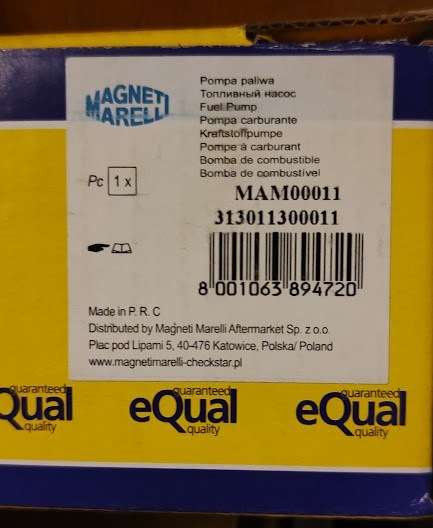 MAGNETI
MARELLI
Pompa paliwa
Топливный насос
Fuel Pump
Pompa carburante
Kraftstoffpumpe
Pompe à carburant
Bomba de combustible
Bomba de combustível
Pc 1 x
MAM00011
313011300011
8 001063 894720
Made in P. R. C
Distributed by Magneti Marelli Aftermarket Sp. z o.o.
Plac pod Lipami 5, 40-476 Katowice, Polska/ Poland
www.magnetimarelli-checkstar.pl
guaranteed
eQual
quality
guaranteed
eQual
quality
guaranteed
eQual
quality